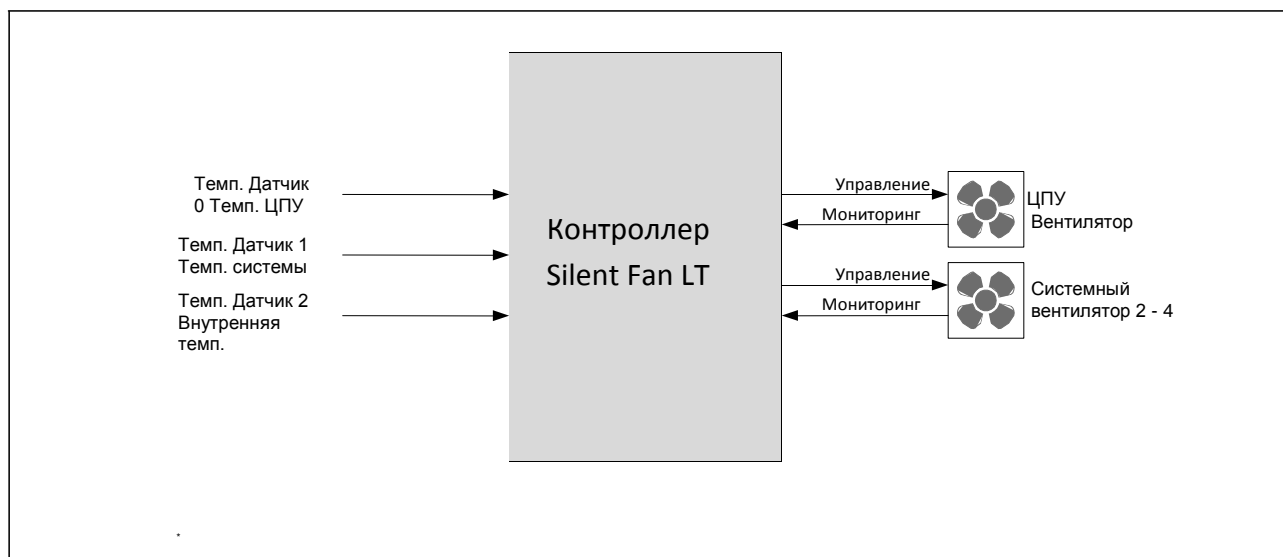 Темп. Датчик
0 Темп. ЦПУ
Темп. Датчик 1
Темп. системы
Темп. Датчик 2
Внутренняя
темп.
Контроллер
Silent Fan LT
Управление
Мониторинг
ЦПУ
Вентилятор
Управление
Мониторинг
Системный
вентилятор 2 - 4
*